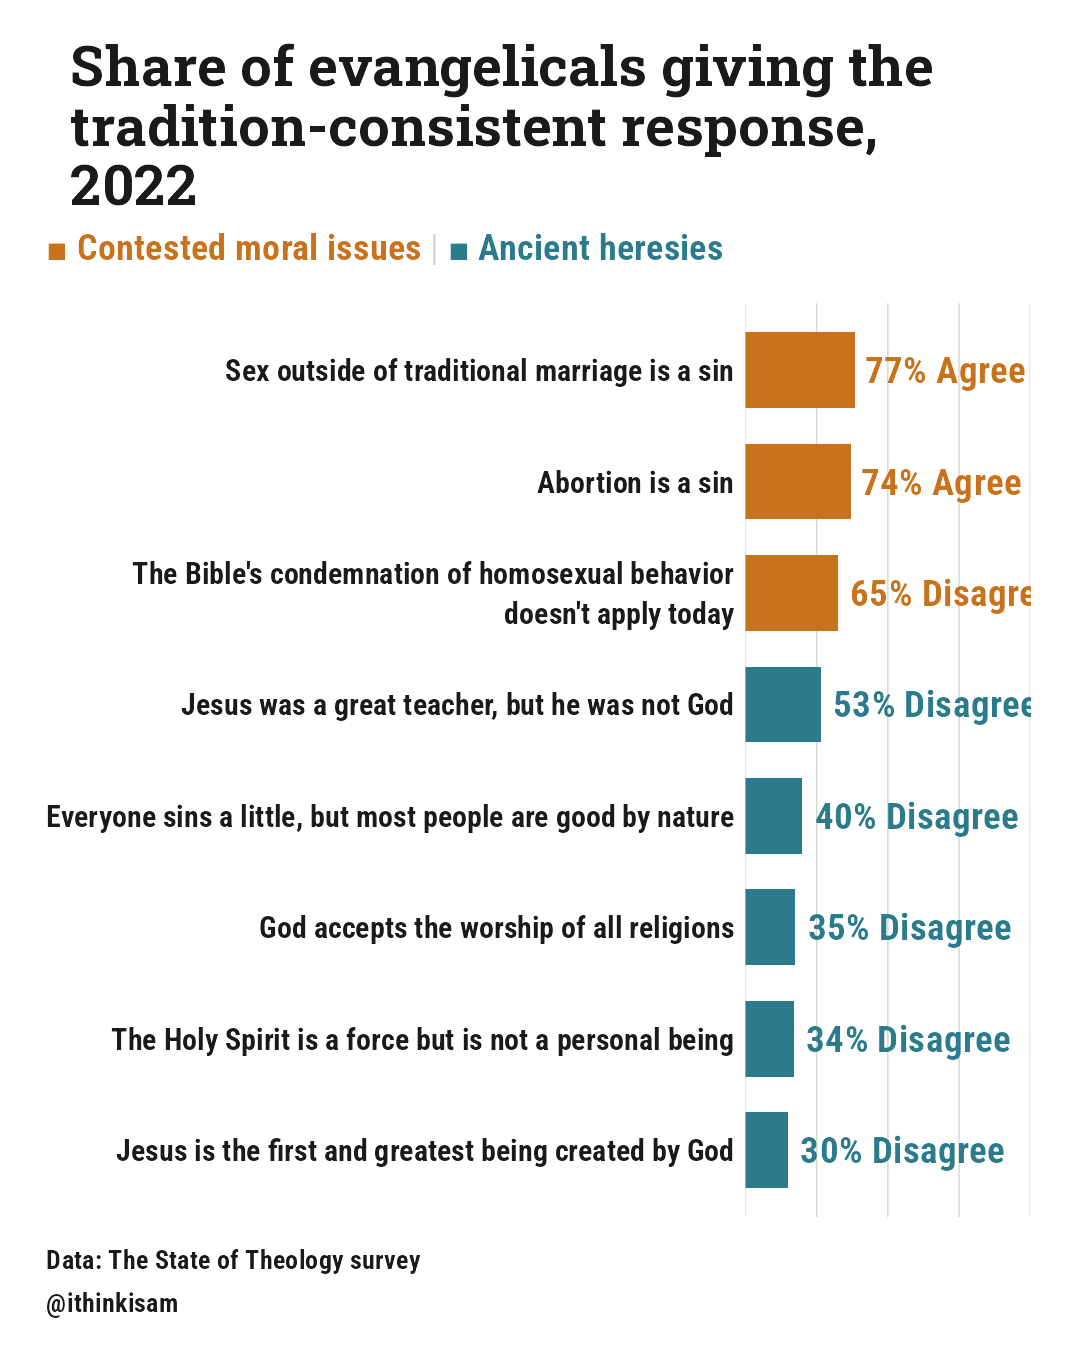 Share of evangelicals giving the
tradition-consistent response,
2022
Contested moral issues | Ancient heresies
Sex outside of traditional marriage is a sin 77% Agree
Abortion is a sin 74% Agree
The Bible's condemnation of homosexual behavior
doesn't apply today 65% Disagre
Jesus was a great teacher, but he was not God 53% Disagree
Everyone sins a little, but most people are good by nature 40% Disagree
God accepts the worship of all religions 35% Disagree
The Holy Spirit is a force but is not a personal being 34% Disagree
Jesus is the first and greatest being created by God 30% Disagree
Data: The State of Theology survey
@ithinkisam